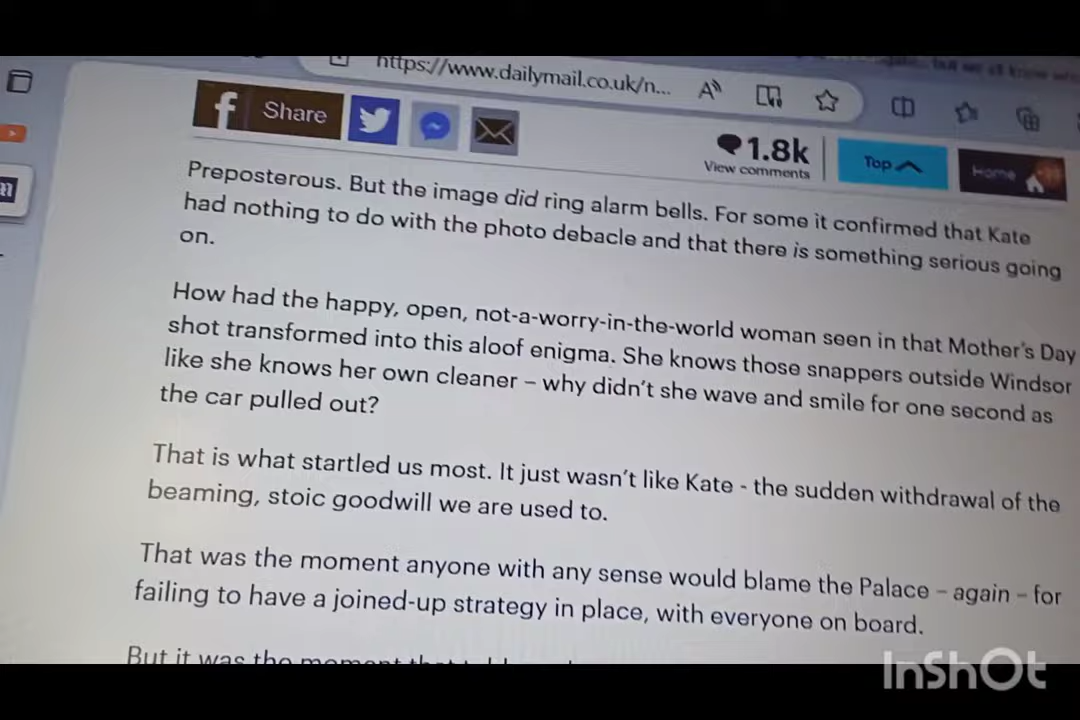 https://www.dailymail.co.uk/n...
f Share
1.8k
View comments
Top
Home
Preposterous. But the image did ring alarm bells. For some it confirmed that Kate
had nothing to do with the photo debacle and that there is something serious going
on.
How had the happy, open, not-a-worry-in-the-world woman seen in that Mother's Day
shot transformed into this aloof enigma. She knows those snappers outside Windsor
like she knows her own cleaner – why didn't she wave and smile for one second as
the car pulled out?
That is what startled us most. It just wasn't like Kate - the sudden withdrawal of the
beaming, stoic goodwill we are used to.
That was the moment anyone with any sense would blame the Palace – again – for
failing to have a joined-up strategy in place, with everyone on board.
But it was the moment that
InShOt